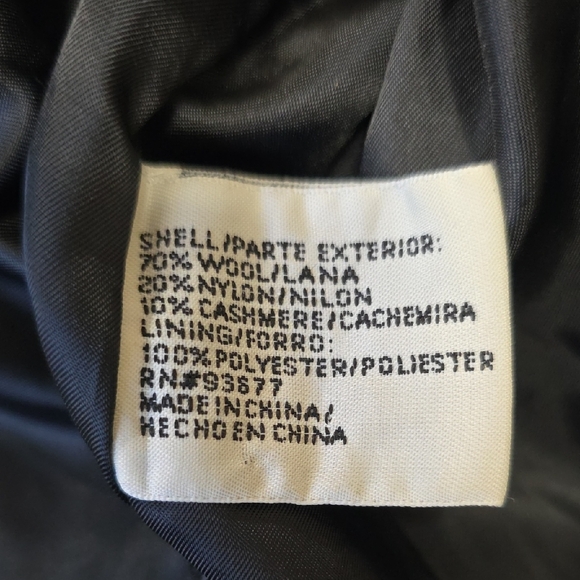 SHELL/PARTE EXTERIOR:
70% WOOL/LANA
20% NYLON/NILON
10% CASHMERE/CACHEMIRA
LINING/FORRO:
100% POLYESTER/POLIESTER
RN#93677
MADE IN CHINA/
HECHO EN CHINA